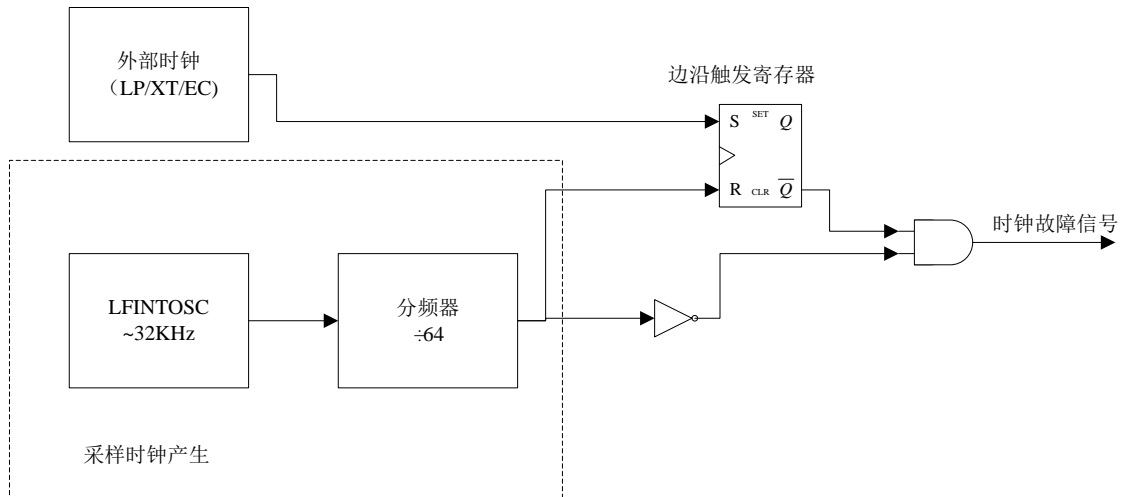 外部时钟
（LP/XT/EC)
边沿触发寄存器
S SET Q
R CLR Q̅
时钟故障信号
LFINTOSC
~32KHz
分频器
÷64
采样时钟产生